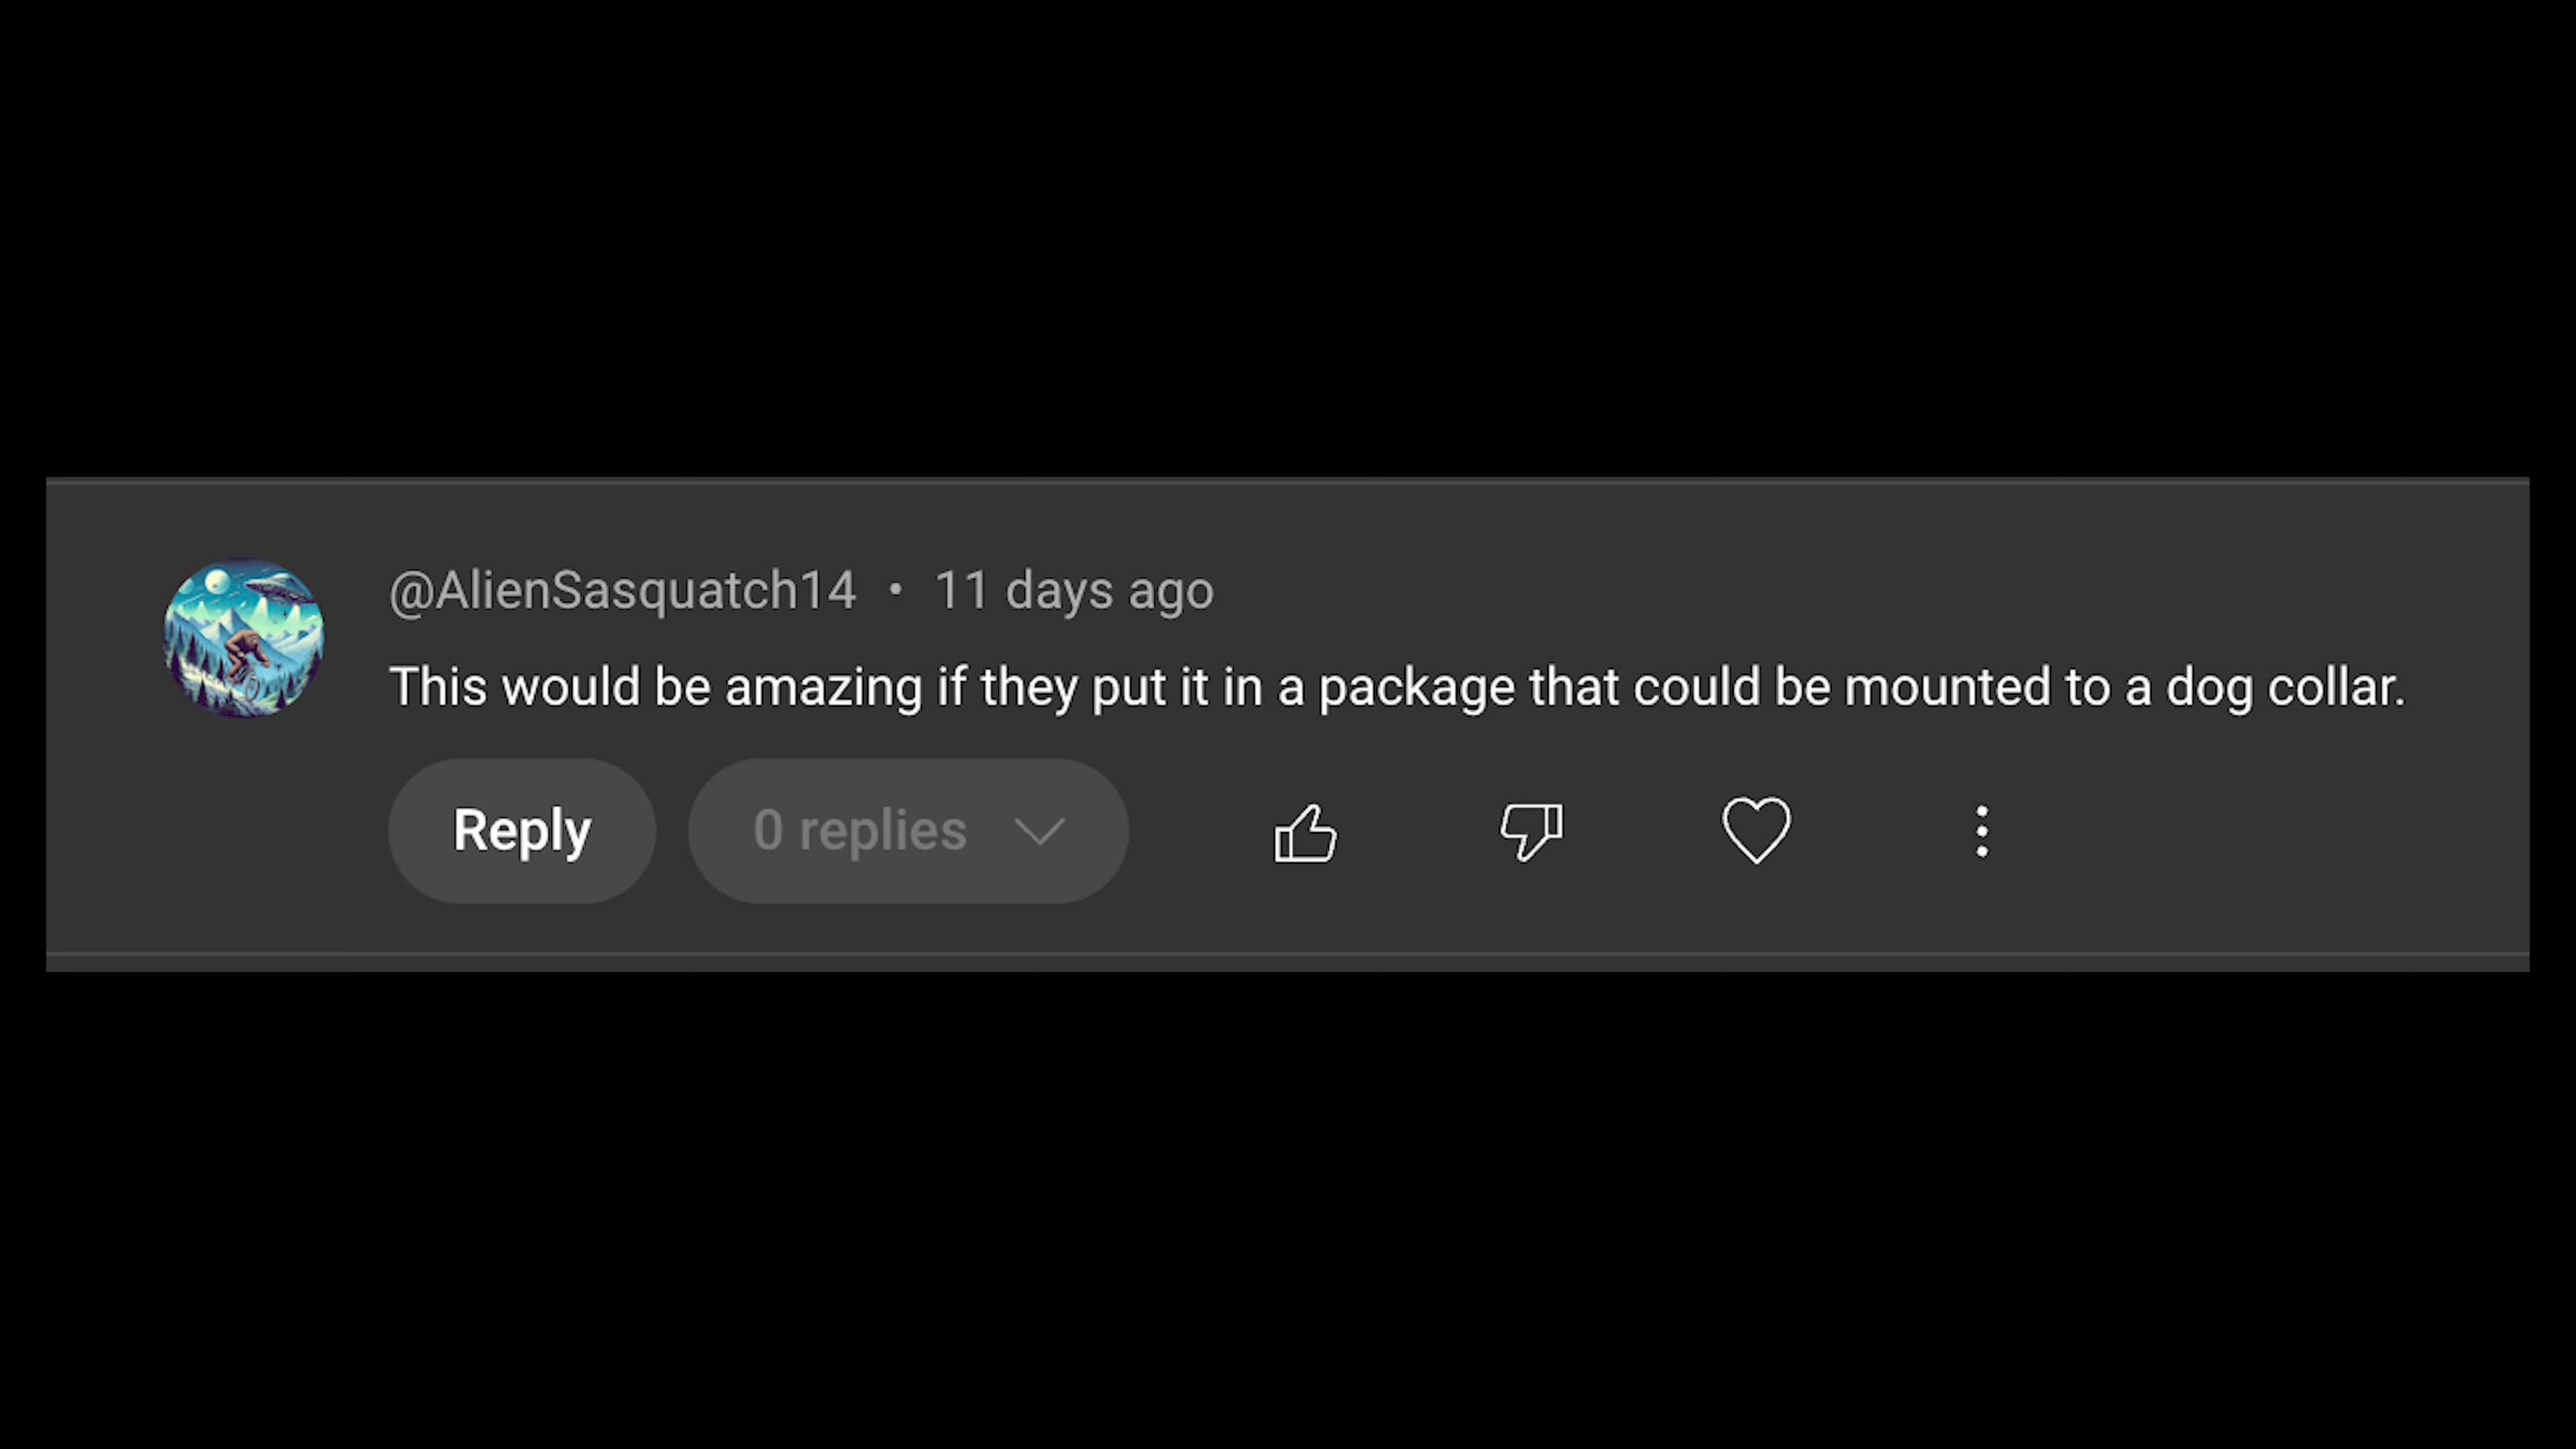 @AlienSasquatch14 • 11 days ago
This would be amazing if they put it in a package that could be mounted to a dog collar.
Reply 0 replies